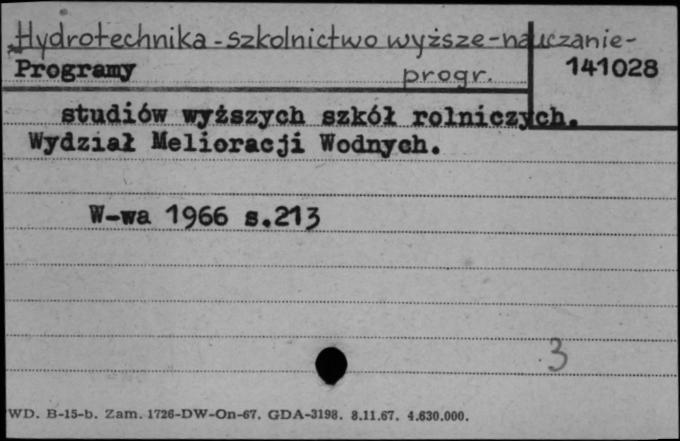 Hydrotechnika - szkolnictwo wyższe - nauczanie -
Programy progr. 141028
studiów wyższych szkół rolniczych.
Wydział Melioracji Wodnych.
W-wa 1966 s.213
3
WD. B-15-b. Zam. 1726-DW-On-67. GDA-3198. 8.11.67. 4.630.000.